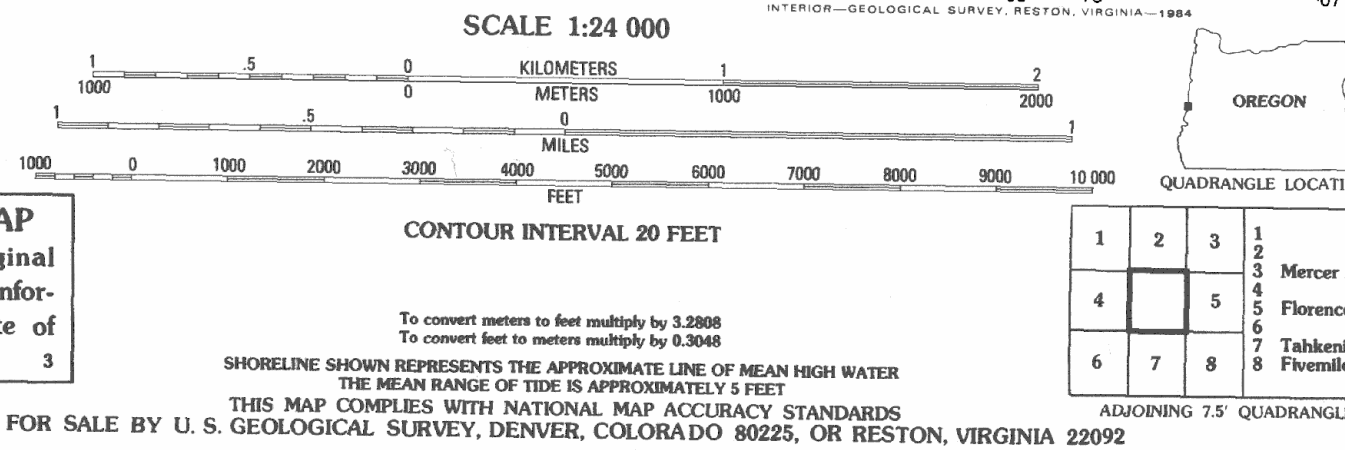 INTERIOR—GEOLOGICAL SURVEY, RESTON, VIRGINIA—1984
SCALE 1:24 000
1 .5 0 KILOMETERS 1 2
1000 0 METERS 1000 2000
1 .5 0 1
MILES
1000 0 1000 2000 3000 4000 5000 6000 7000 8000 9000 10 000
FEET
CONTOUR INTERVAL 20 FEET
To convert meters to feet multiply by 3.2808
To convert feet to meters multiply by 0.3048
SHORELINE SHOWN REPRESENTS THE APPROXIMATE LINE OF MEAN HIGH WATER
THE MEAN RANGE OF TIDE IS APPROXIMATELY 5 FEET
THIS MAP COMPLIES WITH NATIONAL MAP ACCURACY STANDARDS
FOR SALE BY U. S. GEOLOGICAL SURVEY, DENVER, COLORADO 80225, OR RESTON, VIRGINIA 22092
AP
ginal
nfor-
te of
3
OREGON
QUADRANGLE LOCATI
1 2 3
4 5
6 7 8
1
2
3 Mercer
4
5 Florence
6
7 Tahkeni
8 Fivemile
ADJOINING 7.5' QUADRANGL